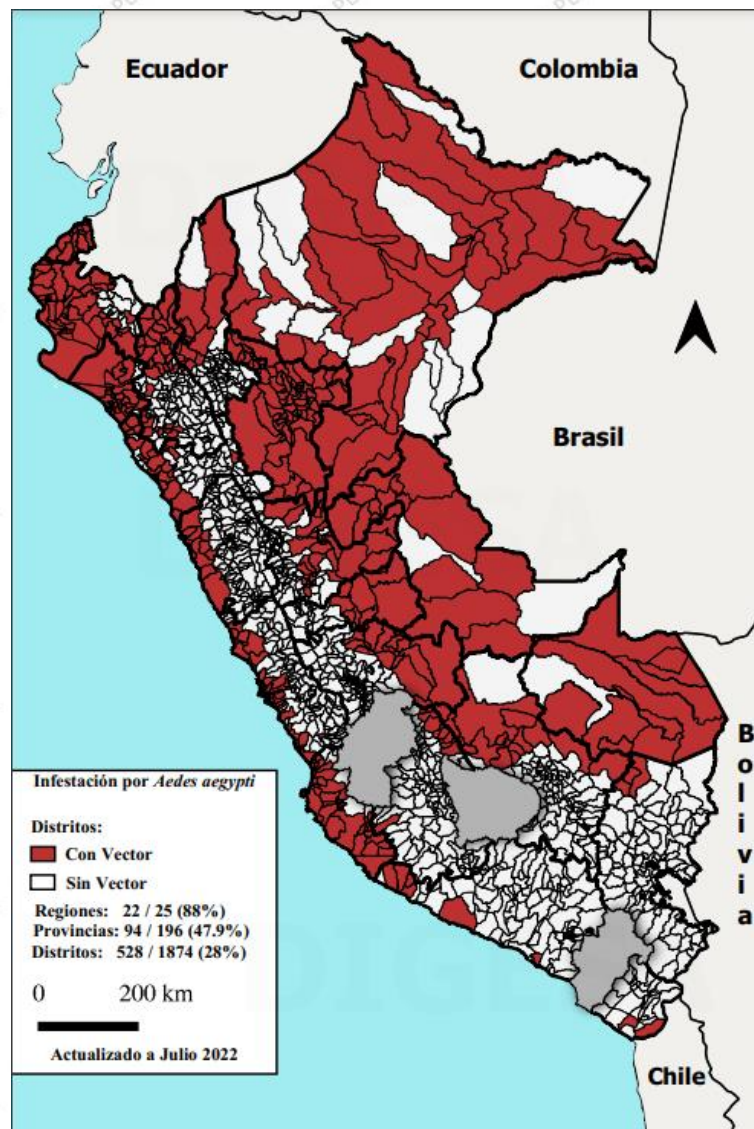 Ecuador
Colombia
Brasil
Bolivia
Chile
Infestación por Aedes aegypti
Distritos:
Con Vector
Sin Vector
Regiones: 22 / 25 (88%)
Provincias: 94 / 196 (47.9%)
Distritos: 528 / 1874 (28%)
0 200 km
Actualizado a Julio 2022